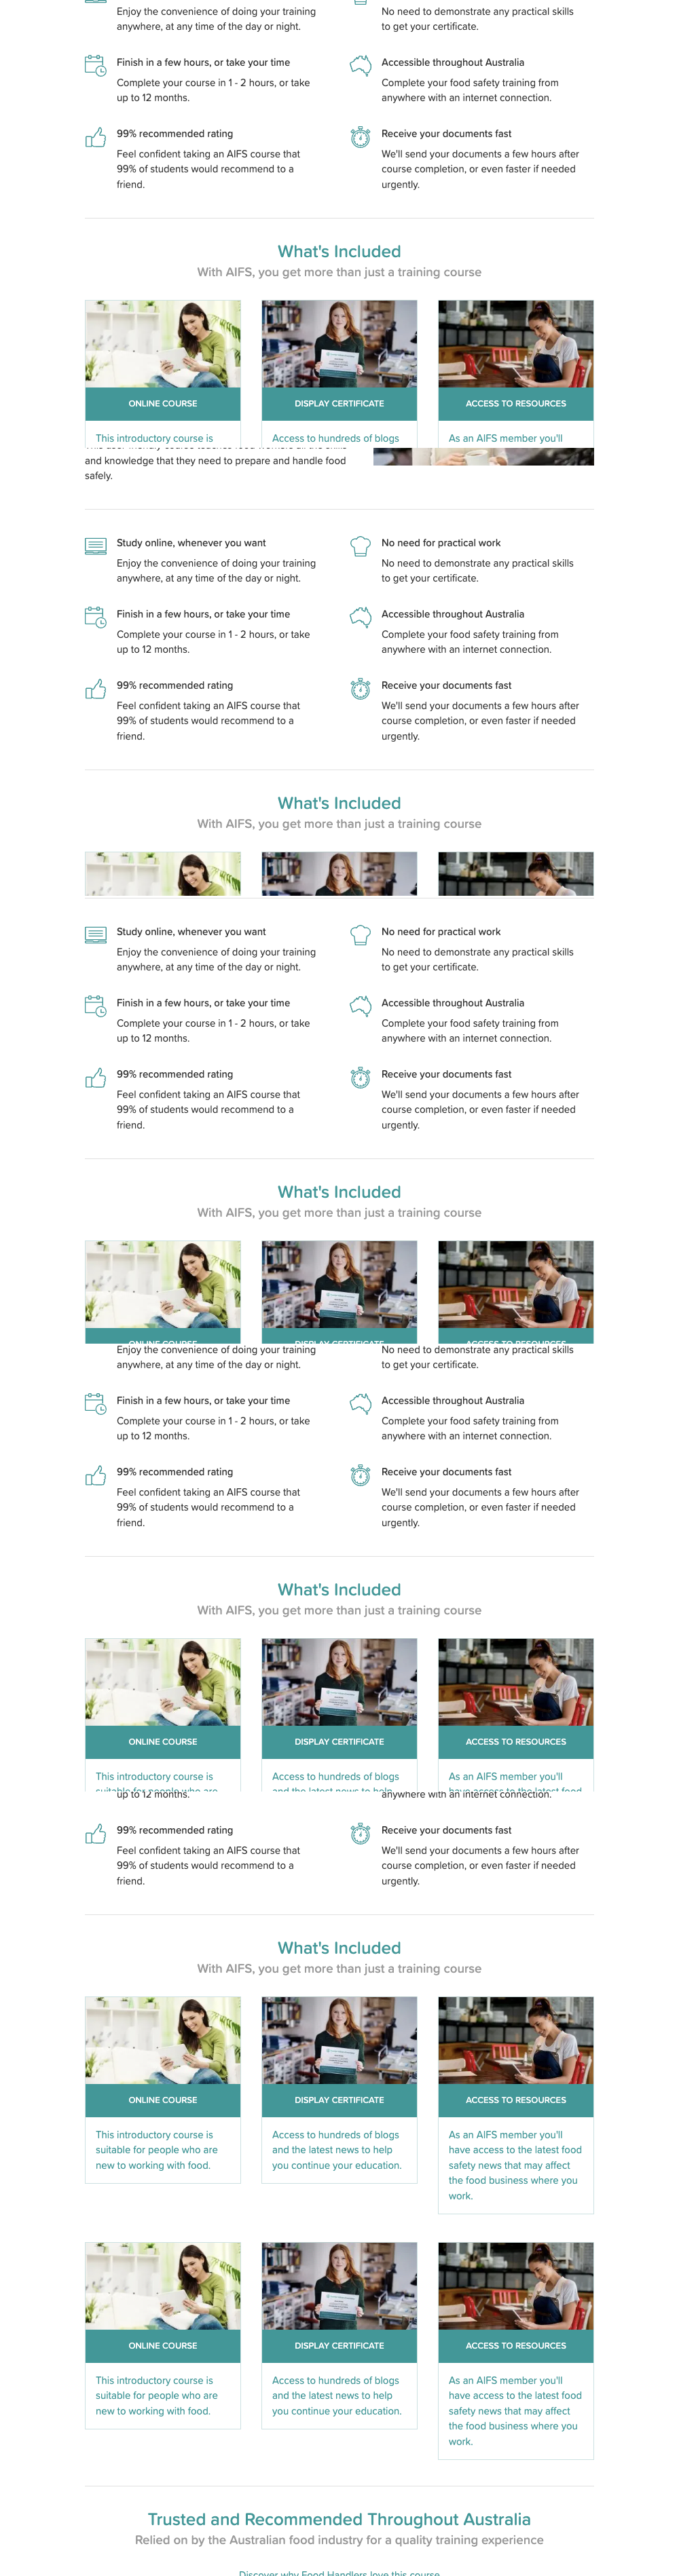 Enjoy the convenience of doing your training
anywhere, at any time of the day or night.
No need to demonstrate any practical skills
to get your certificate.
Finish in a few hours, or take your time
Complete your course in 1 - 2 hours, or take
up to 12 months.
Accessible throughout Australia
Complete your food safety training from
anywhere with an internet connection.
99% recommended rating
Feel confident taking an AIFS course that
99% of students would recommend to a
friend.
Receive your documents fast
We'll send your documents a few hours after
course completion, or even faster if needed
urgently.
What's Included
With AIFS, you get more than just a training course
ONLINE COURSE
This introductory course is
DISPLAY CERTIFICATE
Access to hundreds of blogs
ACCESS TO RESOURCES
As an AIFS member you'll
and knowledge that they need to prepare and handle food
safely.
Study online, whenever you want
Enjoy the convenience of doing your training
anywhere, at any time of the day or night.
No need for practical work
No need to demonstrate any practical skills
to get your certificate.
Finish in a few hours, or take your time
Complete your course in 1 - 2 hours, or take
up to 12 months.
Accessible throughout Australia
Complete your food safety training from
anywhere with an internet connection.
99% recommended rating
Feel confident taking an AIFS course that
99% of students would recommend to a
friend.
Receive your documents fast
We'll send your documents a few hours after
course completion, or even faster if needed
urgently.
What's Included
With AIFS, you get more than just a training course
Study online, whenever you want
Enjoy the convenience of doing your training
anywhere, at any time of the day or night.
No need for practical work
No need to demonstrate any practical skills
to get your certificate.
Finish in a few hours, or take your time
Complete your course in 1 - 2 hours, or take
up to 12 months.
Accessible throughout Australia
Complete your food safety training from
anywhere with an internet connection.
99% recommended rating
Feel confident taking an AIFS course that
99% of students would recommend to a
friend.
Receive your documents fast
We'll send your documents a few hours after
course completion, or even faster if needed
urgently.
What's Included
With AIFS, you get more than just a training course
ONLINE COURSE
DISPLAY CERTIFICATE
ACCESS TO RESOURCES
Enjoy the convenience of doing your training
anywhere, at any time of the day or night.
No need to demonstrate any practical skills
to get your certificate.
Finish in a few hours, or take your time
Complete your course in 1 - 2 hours, or take
up to 12 months.
Accessible throughout Australia
Complete your food safety training from
anywhere with an internet connection.
99% recommended rating
Feel confident taking an AIFS course that
99% of students would recommend to a
friend.
Receive your documents fast
We'll send your documents a few hours after
course completion, or even faster if needed
urgently.
What's Included
With AIFS, you get more than just a training course
ONLINE COURSE
This introductory course is
suitable for people who are
DISPLAY CERTIFICATE
Access to hundreds of blogs
and the latest news to help
ACCESS TO RESOURCES
As an AIFS member you'll
have access to the latest food
up to 12 months.
anywhere with an internet connection.
99% recommended rating
Feel confident taking an AIFS course that
99% of students would recommend to a
friend.
Receive your documents fast
We'll send your documents a few hours after
course completion, or even faster if needed
urgently.
What's Included
With AIFS, you get more than just a training course
ONLINE COURSE
This introductory course is
suitable for people who are
new to working with food.
DISPLAY CERTIFICATE
Access to hundreds of blogs
and the latest news to help
you continue your education.
ACCESS TO RESOURCES
As an AIFS member you'll
have access to the latest food
safety news that may affect
the food business where you
work.
ONLINE COURSE
This introductory course is
suitable for people who are
new to working with food.
DISPLAY CERTIFICATE
Access to hundreds of blogs
and the latest news to help
you continue your education.
ACCESS TO RESOURCES
As an AIFS member you'll
have access to the latest food
safety news that may affect
the food business where you
work.
Trusted and Recommended Throughout Australia
Relied on by the Australian food industry for a quality training experience
Discover why Food Handlers love this course